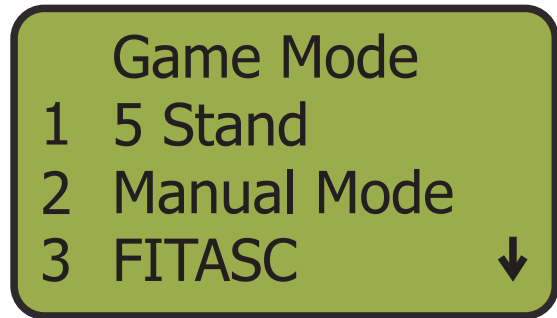 Game Mode
1 5 Stand
2 Manual Mode
3 FITASC ↓